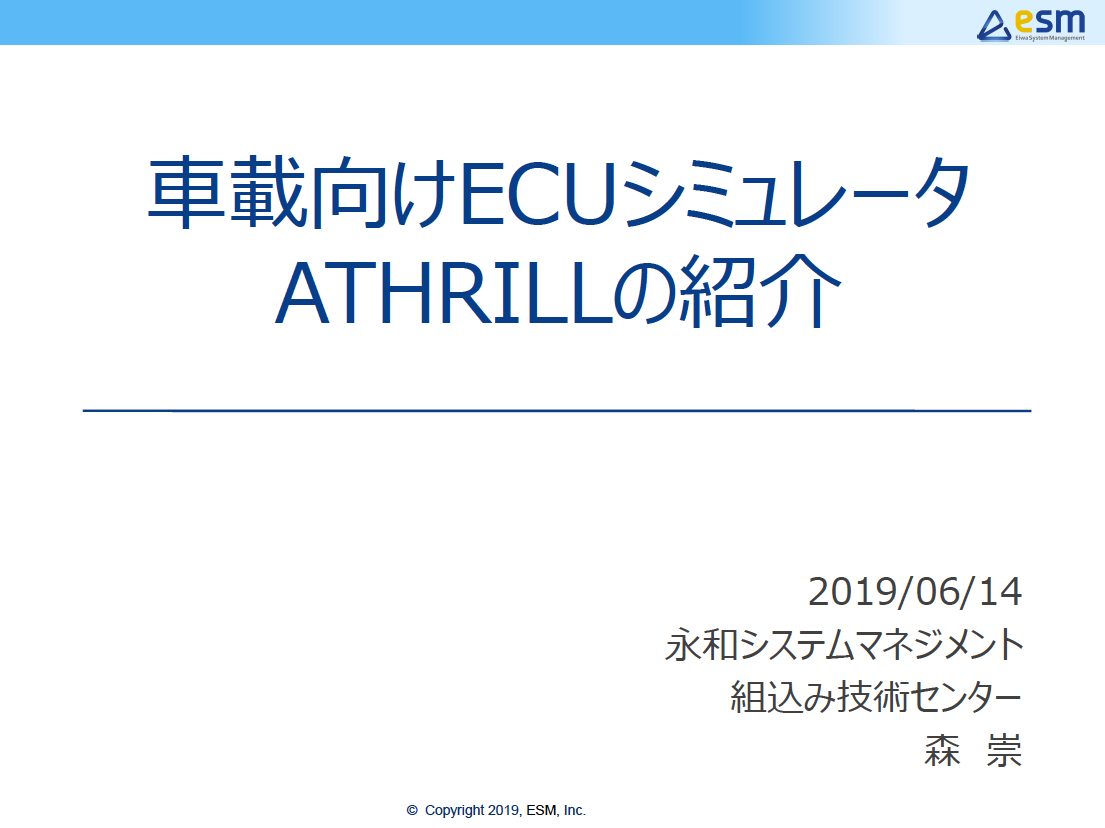 esm
Eiwa System Management
車載向けECUシミュレータ
ATHRILLの紹介
2019/06/14
永和システムマネジメント
組込み技術センター
森　崇
© Copyright 2019, ESM, Inc.